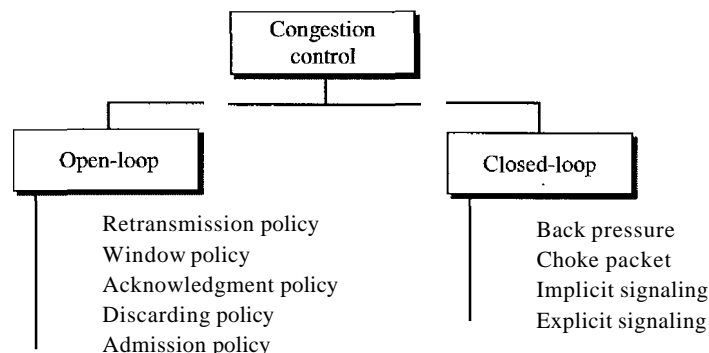 Congestion
control
Open-loop
Closed-loop
Retransmission policy
Window policy
Acknowledgment policy
Discarding policy
Admission policy
Back pressure
Choke packet
Implicit signaling
Explicit signaling